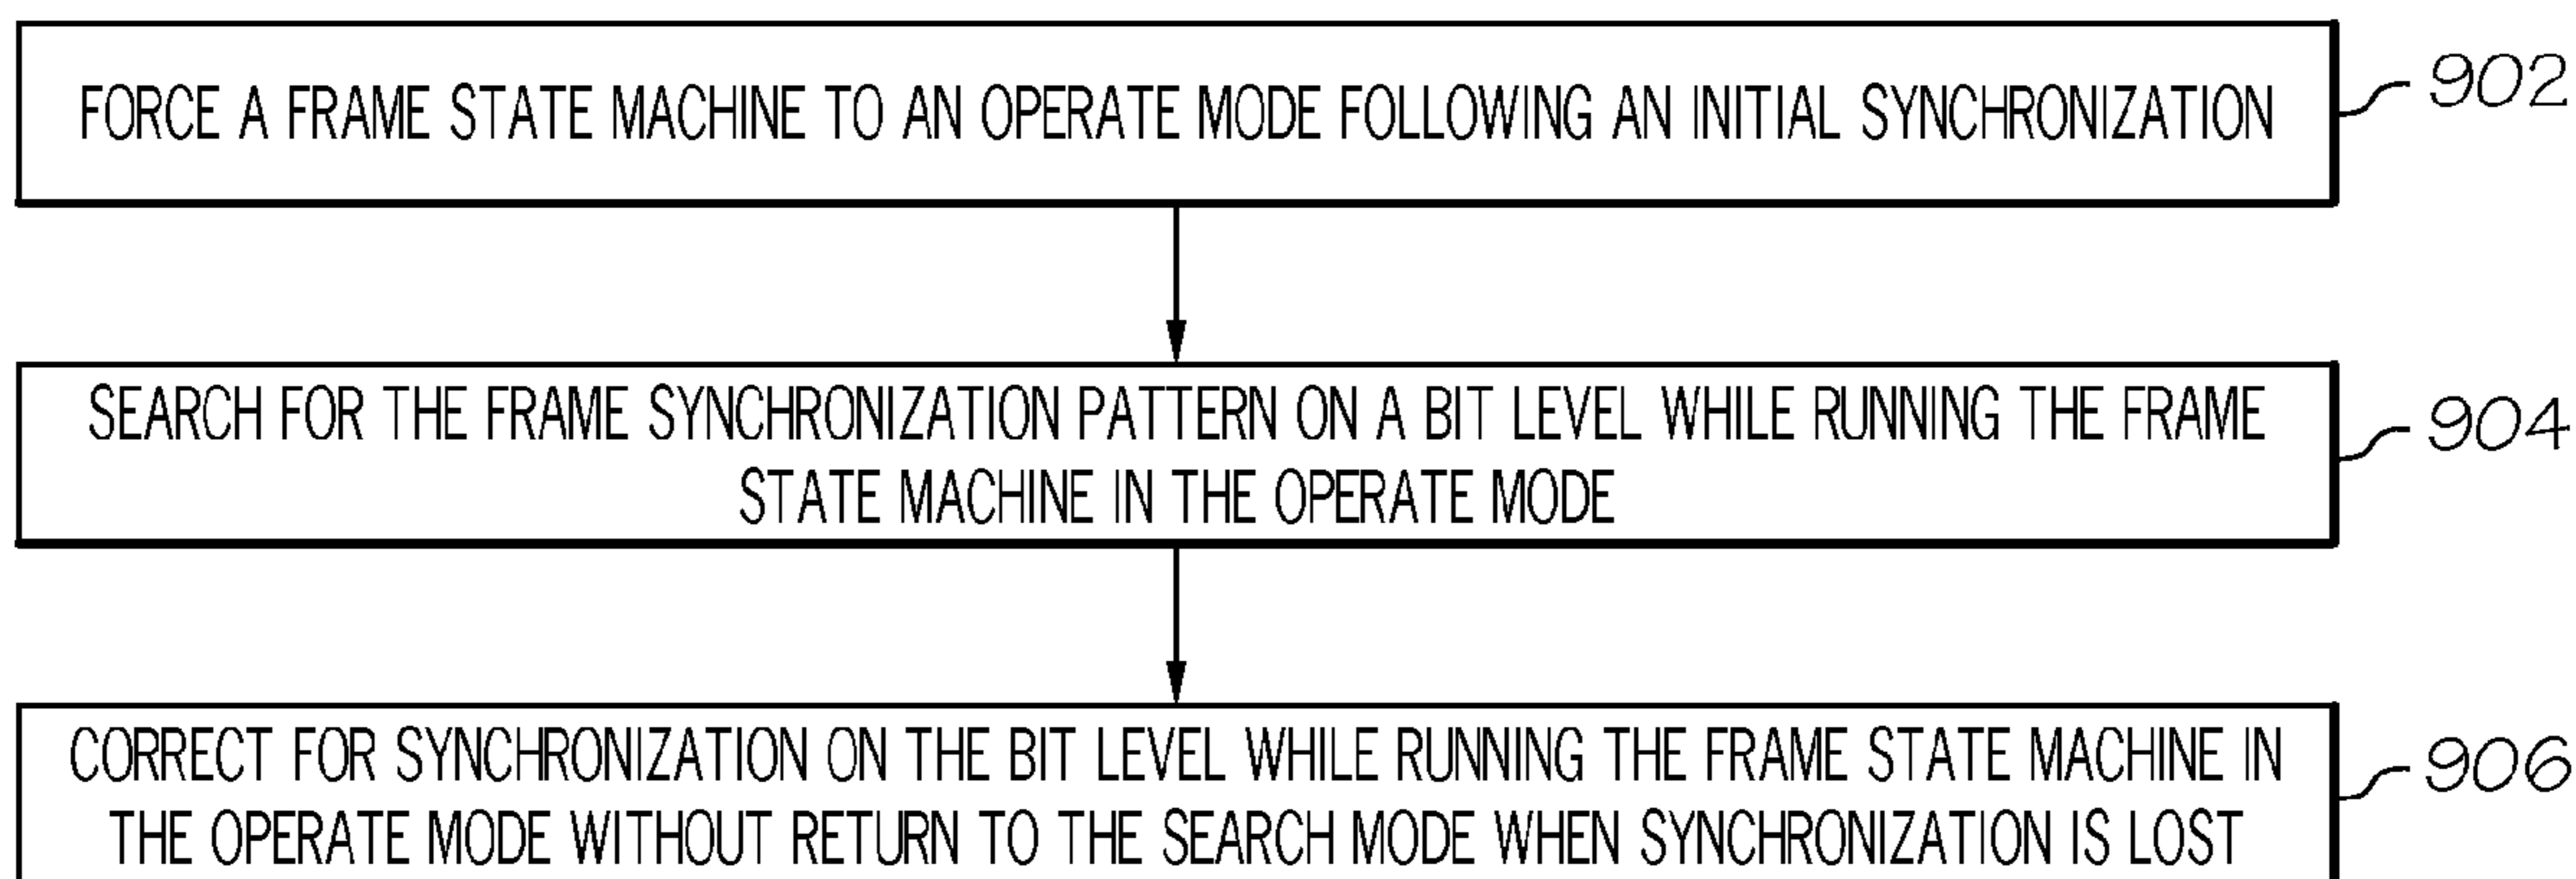 FORCE A FRAME STATE MACHINE TO AN OPERATE MODE FOLLOWING AN INITIAL SYNCHRONIZATION
902
SEARCH FOR THE FRAME SYNCHRONIZATION PATTERN ON A BIT LEVEL WHILE RUNNING THE FRAME
STATE MACHINE IN THE OPERATE MODE
904
CORRECT FOR SYNCHRONIZATION ON THE BIT LEVEL WHILE RUNNING THE FRAME STATE MACHINE IN
THE OPERATE MODE WITHOUT RETURN TO THE SEARCH MODE WHEN SYNCHRONIZATION IS LOST
906